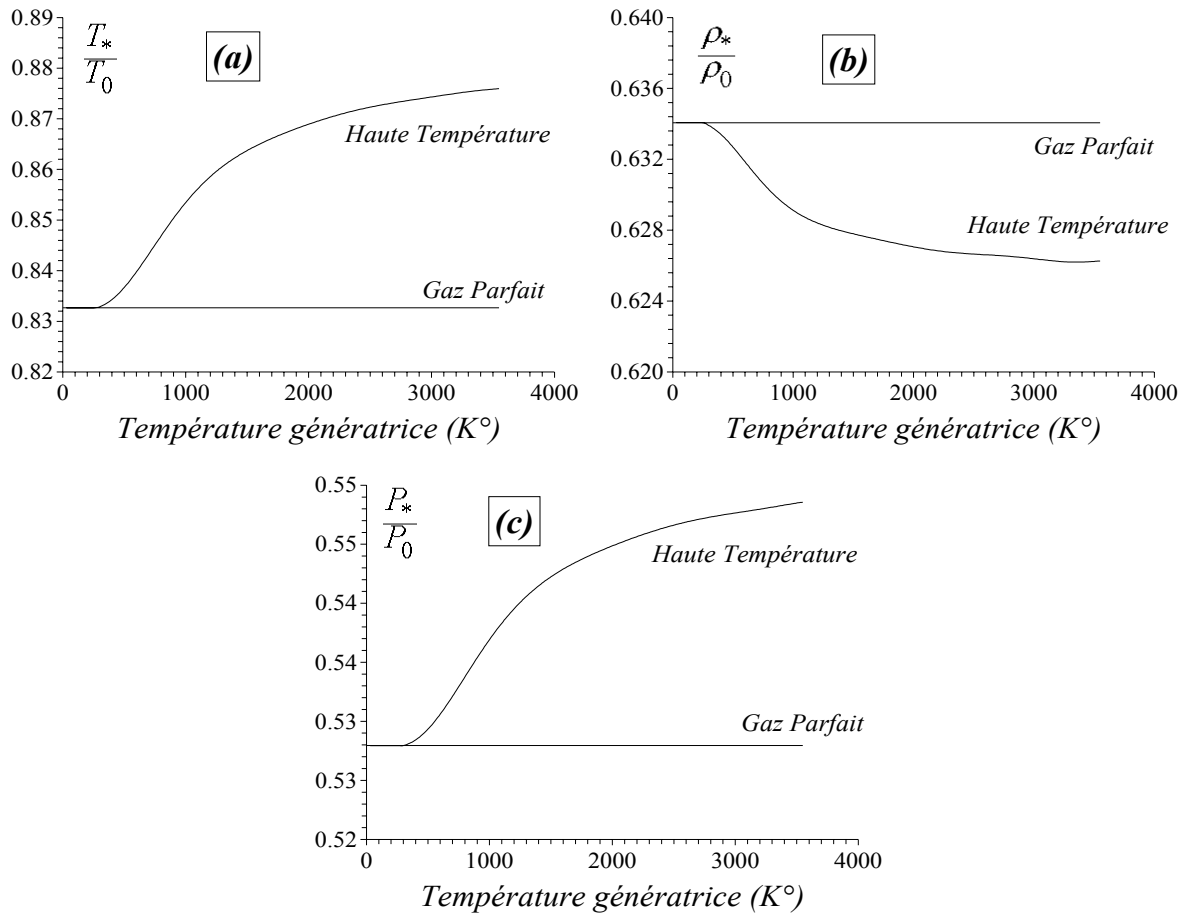 0.89
0.88
0.87
0.86
0.85
0.84
0.83
0.82
T*
T0
(a)
Haute Température
Gaz Parfait
0 1000 2000 3000 4000
Température génératrice (K°)
0.640
0.636
0.632
0.628
0.624
0.620
ρ*
ρ0
(b)
Gaz Parfait
Haute Température
0 1000 2000 3000 4000
Température génératrice (K°)
0.55
0.55
0.54
0.54
0.53
0.53
0.52
P*
P0
(c)
Haute Température
Gaz Parfait
0 1000 2000 3000 4000
Température génératrice (K°)